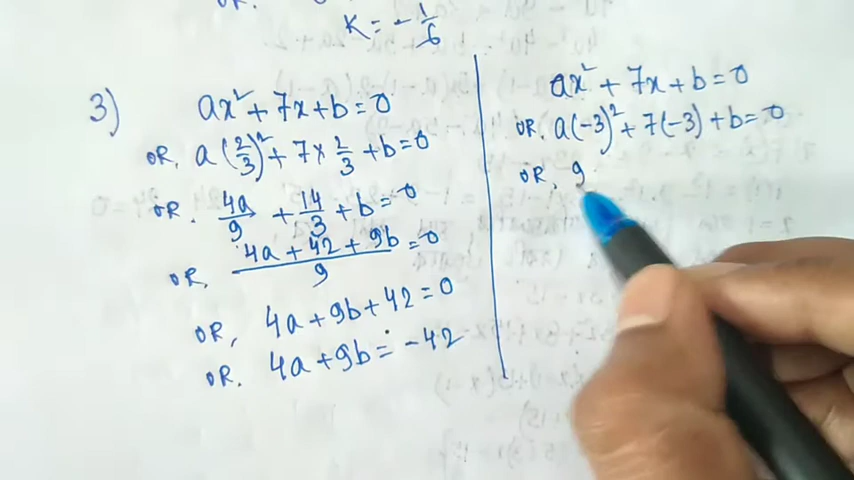 K = -1/6
3) ax² + 7x + b = 0
OR, a(2/3)² + 7 × 2/3 + b = 0
OR. 4a/9 + 14/3 + b = 0
OR, (4a + 42 + 9b)/9 = 0
OR, 4a + 9b + 42 = 0
OR. 4a + 9b = -42
ax² + 7x + b = 0
OR. a(-3)² + 7(-3) + b = 0
OR, 9